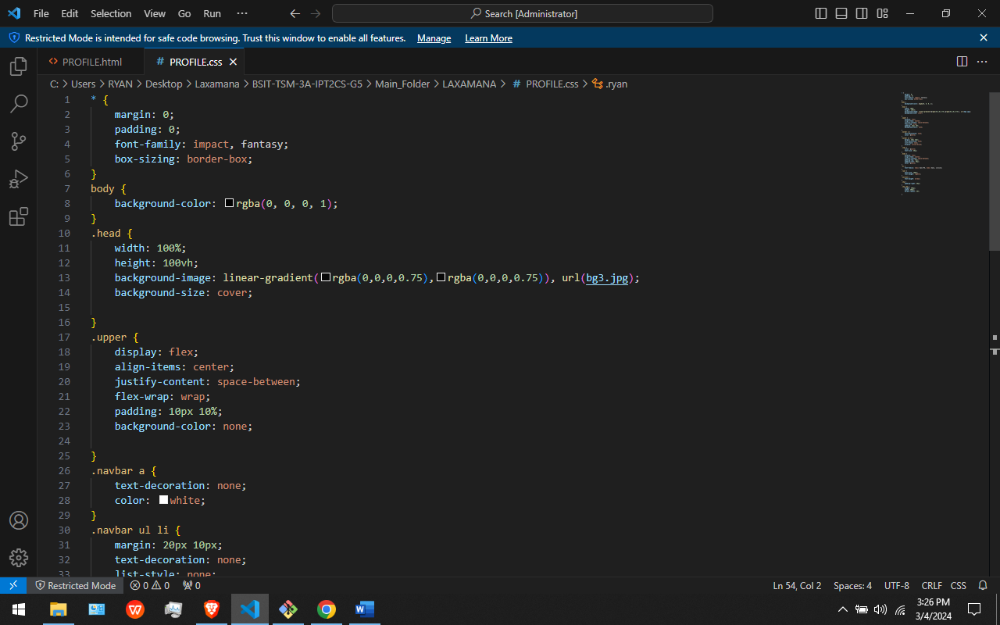 File Edit Selection View Go Run ··· Search [Administrator]
Restricted Mode is intended for safe code browsing. Trust this window to enable all features. Manage Learn More
PROFILE.html # PROFILE.css
C: > Users > RYAN > Desktop > Laxamana > BSIT-TSM-3A-IPT2CS-G5 > Main_Folder > LAXAMANA > # PROFILE.css > .ryan
1 * {
2 margin: 0;
3 padding: 0;
4 font-family: impact, fantasy;
5 box-sizing: border-box;
6 }
7 body {
8 background-color: rgba(0, 0, 0, 1);
9 }
10 .head {
11 width: 100%;
12 height: 100vh;
13 background-image: linear-gradient(rgba(0,0,0,0.75),rgba(0,0,0,0.75)), url(bg3.jpg);
14 background-size: cover;
15
16 }
17 .upper {
18 display: flex;
19 align-items: center;
20 justify-content: space-between;
21 flex-wrap: wrap;
22 padding: 10px 10%;
23 background-color: none;
24
25 }
26 .navbar a {
27 text-decoration: none;
28 color: white;
29 }
30 .navbar ul li {
31 margin: 20px 10px;
32 text-decoration: none;
33 list-style: none;
Restricted Mode 0 0 0 Ln 54, Col 2 Spaces: 4 UTF-8 CRLF CSS
3:26 PM
3/4/2024